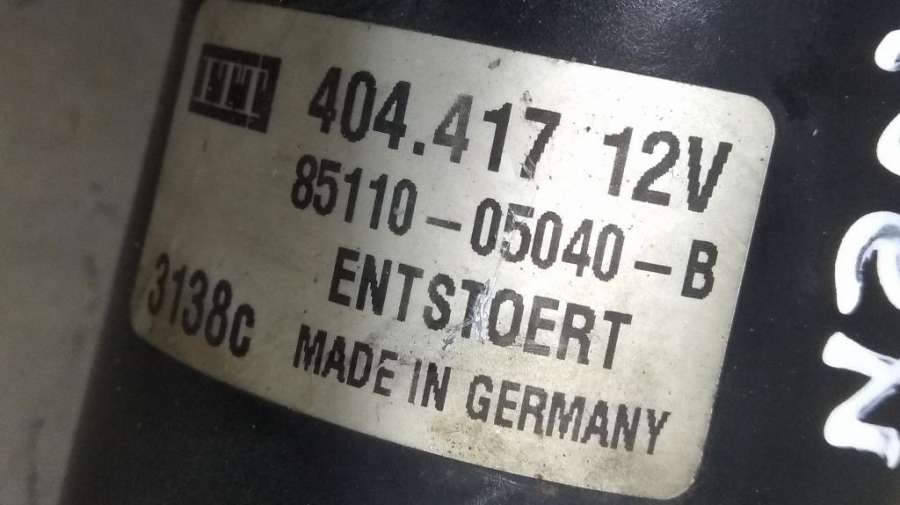 404.417 12V
85110-05040-B
ENTSTOERT
3138c
MADE IN GERMANY